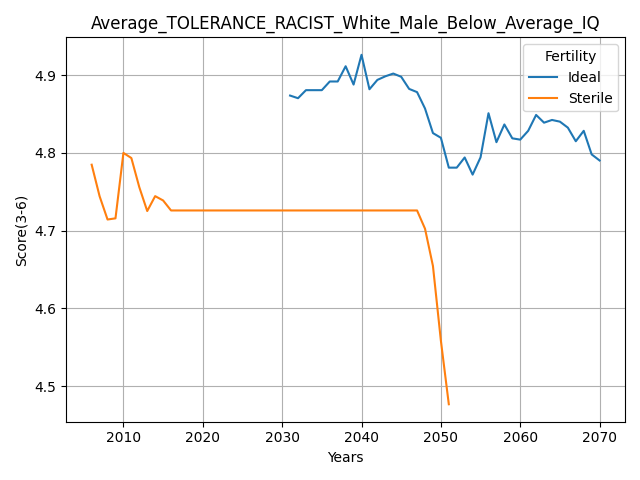 Average_TOLERANCE_RACIST_White_Male_Below_Average_IQ
Fertility
Ideal
Sterile
Score(3-6)
4.9
4.8
4.7
4.6
4.5
2010 2020 2030 2040 2050 2060 2070
Years